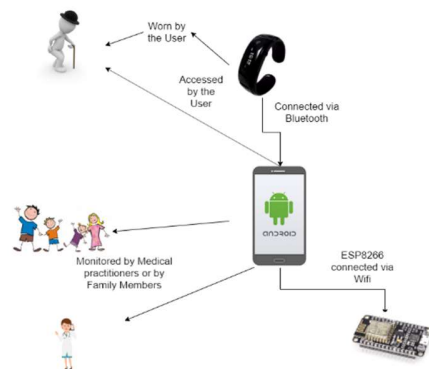 Worn by
the User
Accessed
by the
User
Connected via
Bluetooth
ANDROID
Monitored by Medical
practitioners or by
Family Members
ESP8266
connected via
Wifi